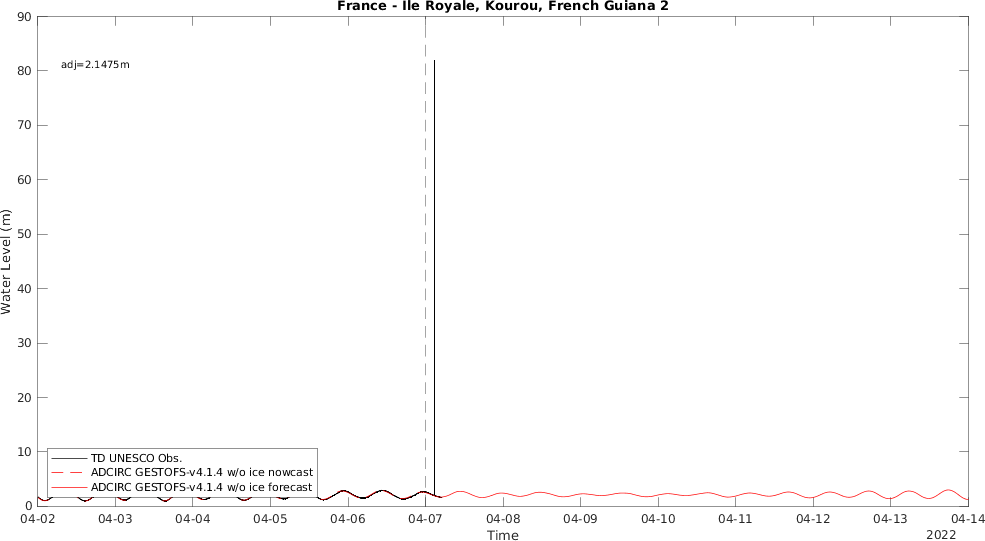 France - Ile Royale, Kourou, French Guiana 2
90
80
70
60
50
40
30
20
10
0
Water Level (m)
adj=2.1475m
TD UNESCO Obs.
ADCIRC GESTOFS-v4.1.4 w/o ice nowcast
ADCIRC GESTOFS-v4.1.4 w/o ice forecast
04-02 04-03 04-04 04-05 04-06 04-07 04-08 04-09 04-10 04-11 04-12 04-13 04-14
Time
2022